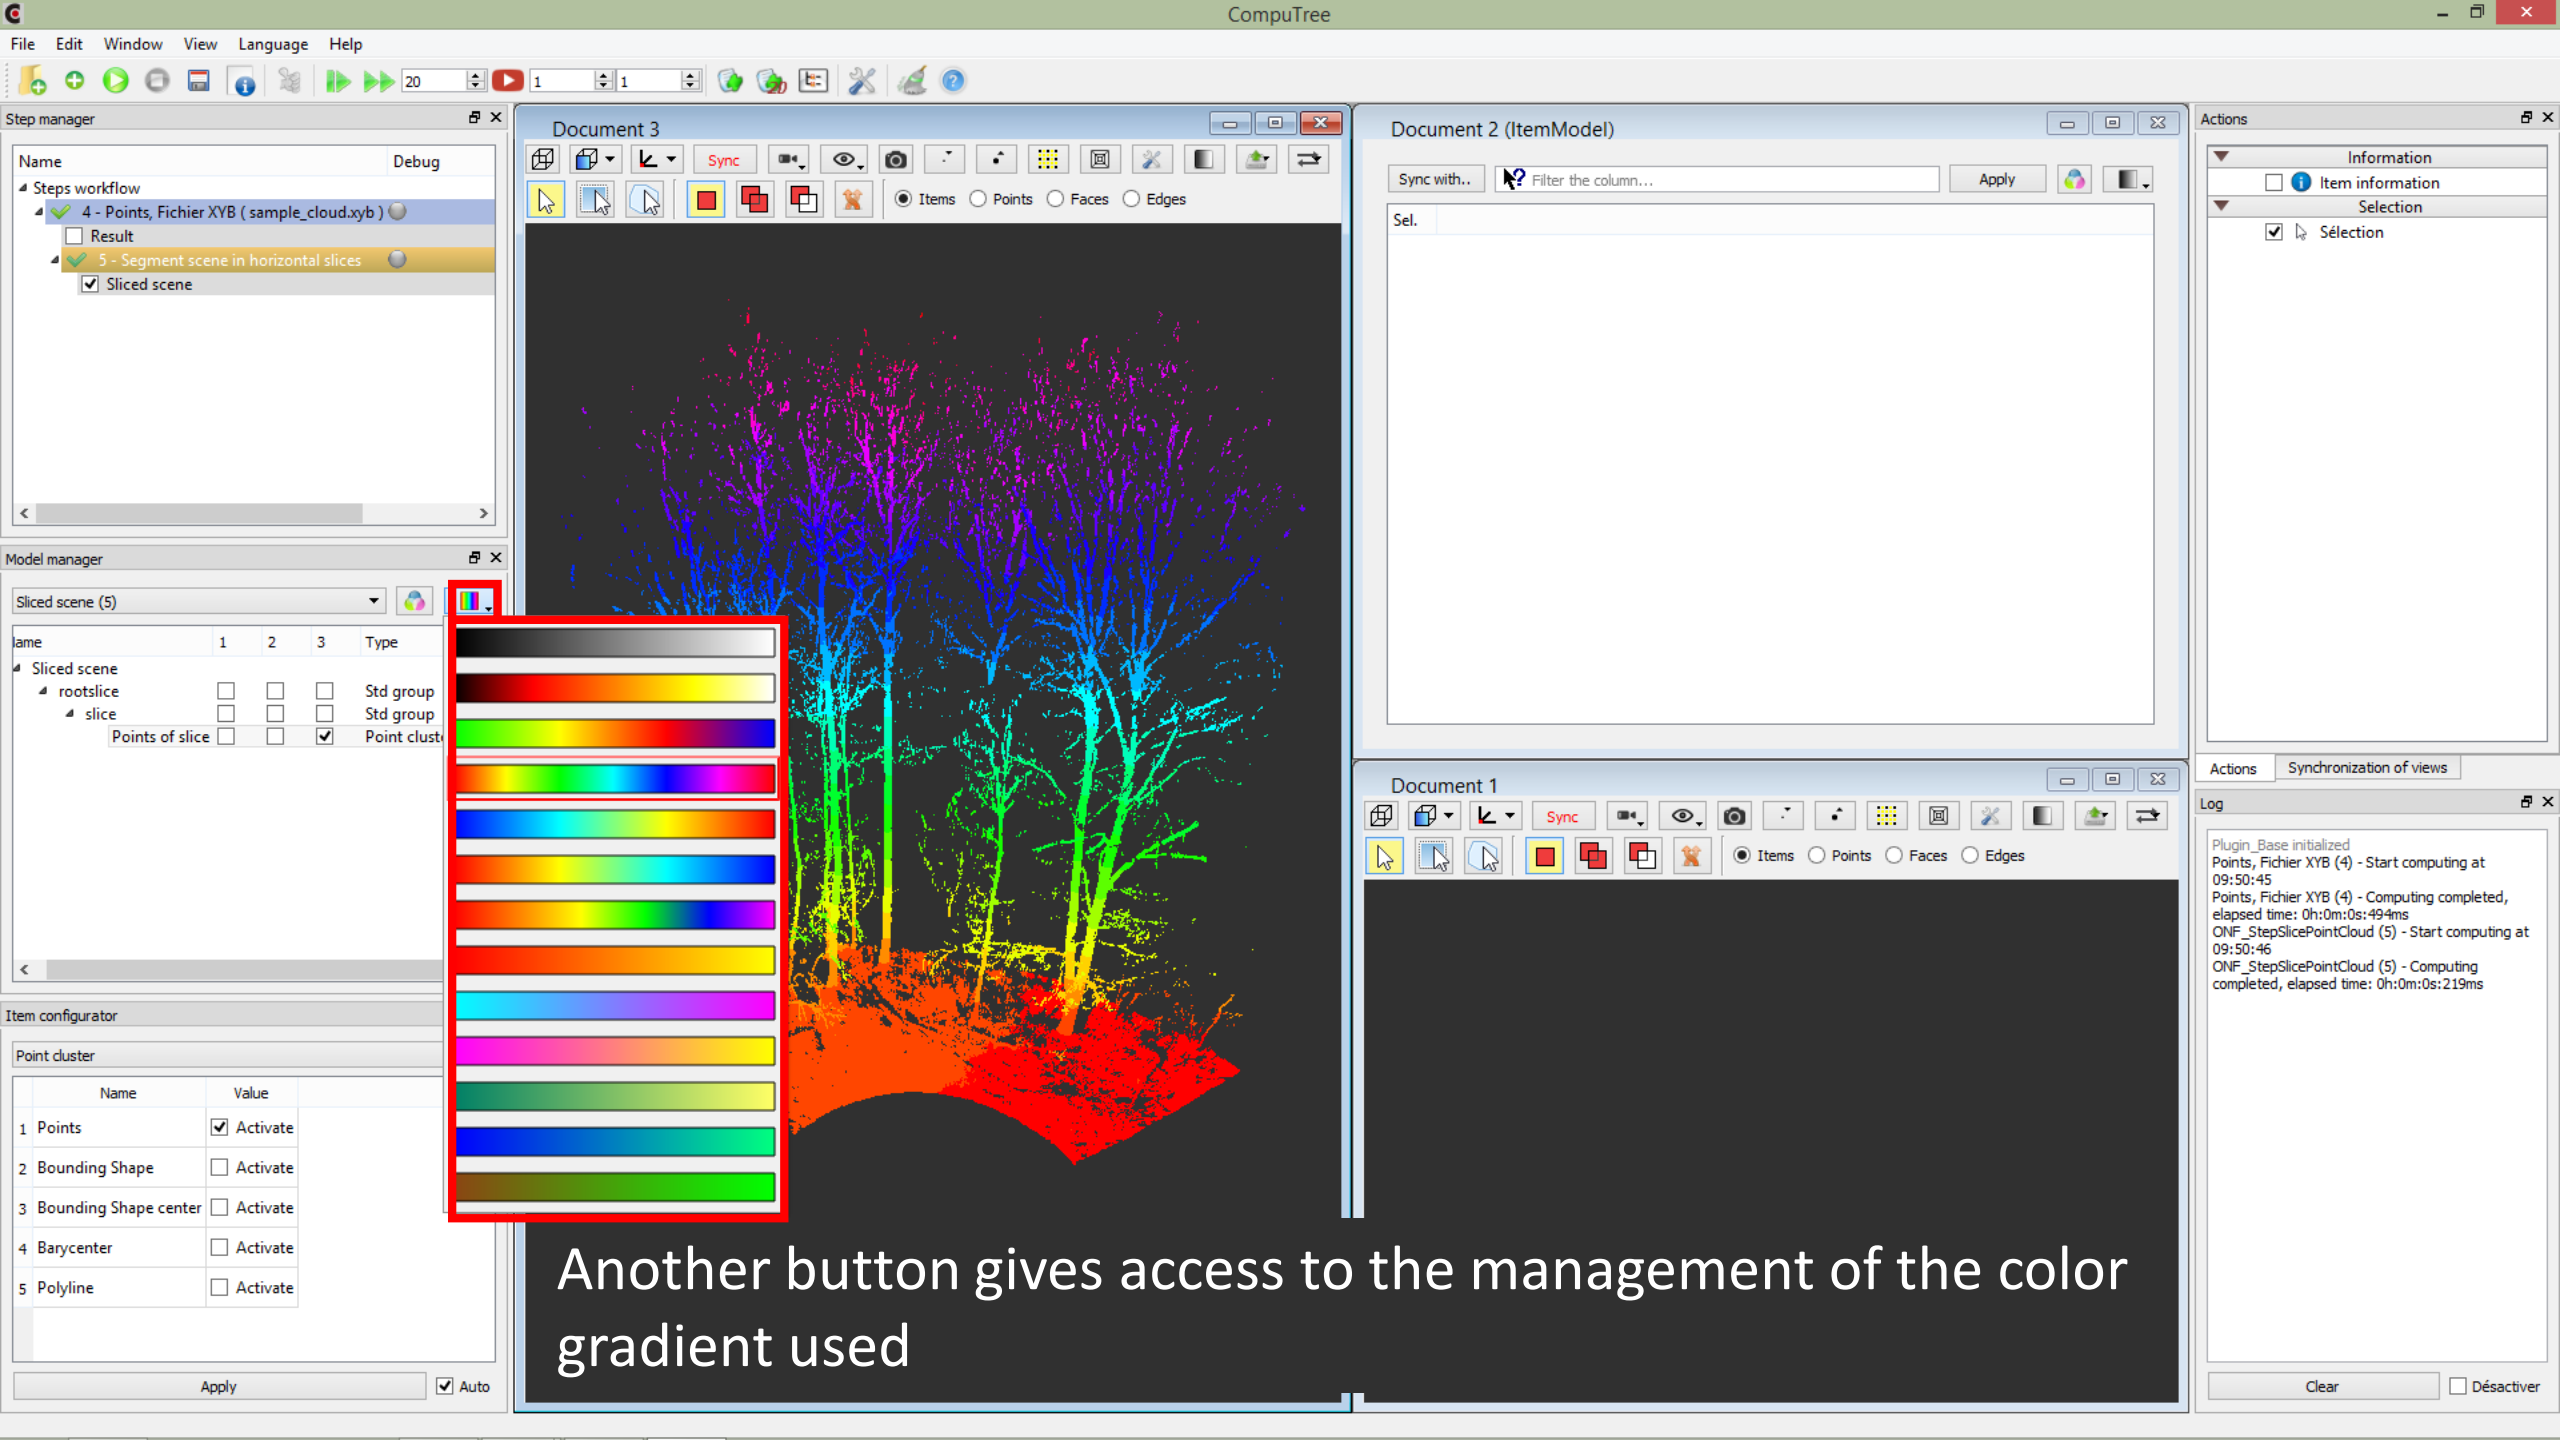 CompuTree
File Edit Window View Language Help
20 1 1
Step manager
Name Debug
Steps workflow
4 - Points, Fichier XYB ( sample_cloud.xyb )
Result
5 - Segment scene in horizontal slices
Sliced scene
Model manager
Sliced scene (5)
lame 1 2 3 Type
Sliced scene
rootslice Std group
slice Std group
Points of slice Point cluste
Item configurator
Point cluster
Name Value
1 Points Activate
2 Bounding Shape Activate
3 Bounding Shape center Activate
4 Barycenter Activate
5 Polyline Activate
Apply Auto
Document 3
Sync
Items Points Faces Edges
Document 2 (ItemModel)
Sync with.. Filter the column... Apply
Sel.
Document 1
Sync
Items Points Faces Edges
Another button gives access to the management of the color
gradient used
Actions
Information
Item information
Selection
Sélection
Actions Synchronization of views
Log
Plugin_Base initialized
Points, Fichier XYB (4) - Start computing at
09:50:45
Points, Fichier XYB (4) - Computing completed,
elapsed time: 0h:0m:0s:494ms
ONF_StepSlicePointCloud (5) - Start computing at
09:50:46
ONF_StepSlicePointCloud (5) - Computing
completed, elapsed time: 0h:0m:0s:219ms
Clear Désactiver